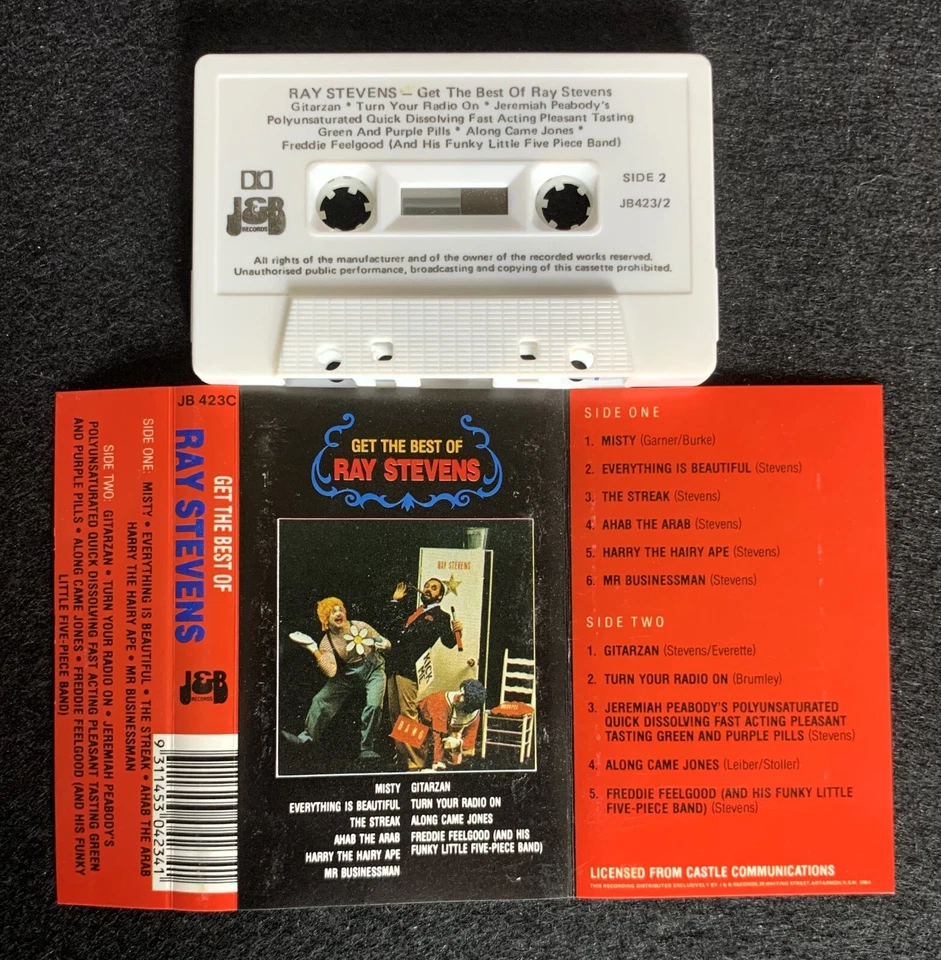 RAY STEVENS — Get The Best Of Ray Stevens
Gitarzan * Turn Your Radio On * Jeremiah Peabody's
Polyunsaturated Quick Dissolving Fast Acting Pleasant Tasting
Green And Purple Pills * Along Came Jones *
Freddie Feelgood (And His Funky Little Five Piece Band)
J&B
RECORDS
SIDE 2
JB423/2
All rights of the manufacturer and of the owner of the recorded works reserved.
Unauthorised public performance, broadcasting and copying of this cassette prohibited.
SIDE ONE: MISTY • EVERYTHING IS BEAUTIFUL • THE STREAK • AHAB THE ARAB
HARRY THE HAIRY APE • MR BUSINESSMAN
SIDE TWO: GITARZAN • TURN YOUR RADIO ON • JEREMIAH PEABODY'S
POLYUNSATURATED QUICK DISSOLVING FAST ACTING PLEASANT TASTING GREEN
AND PURPLE PILLS • ALONG CAME JONES • FREDDIE FEELGOOD (AND HIS FUNKY
LITTLE FIVE-PIECE BAND)
JB 423C
GET THE BEST OF
RAY STEVENS
J&B
RECORDS
9 311453 042341
GET THE BEST OF
RAY STEVENS
RAY STEVENS
MISTY
EVERYTHING IS BEAUTIFUL
THE STREAK
AHAB THE ARAB
HARRY THE HAIRY APE
MR BUSINESSMAN
GITARZAN
TURN YOUR RADIO ON
ALONG CAME JONES
FREDDIE FEELGOOD (AND HIS
FUNKY LITTLE FIVE-PIECE BAND)
SIDE ONE
1. MISTY (Garner/Burke)
2. EVERYTHING IS BEAUTIFUL (Stevens)
3. THE STREAK (Stevens)
4. AHAB THE ARAB (Stevens)
5. HARRY THE HAIRY APE (Stevens)
6. MR BUSINESSMAN (Stevens)
SIDE TWO
1. GITARZAN (Stevens/Everette)
2. TURN YOUR RADIO ON (Brumley)
3. JEREMIAH PEABODY'S POLYUNSATURATED
QUICK DISSOLVING FAST ACTING PLEASANT
TASTING GREEN AND PURPLE PILLS (Stevens)
4. ALONG CAME JONES (Leiber/Stoller)
5. FREDDIE FEELGOOD (AND HIS FUNKY LITTLE
FIVE-PIECE BAND) (Stevens)
LICENSED FROM CASTLE COMMUNICATIONS
THIS RECORDING DISTRIBUTED EXCLUSIVELY BY J & B RECORDS,